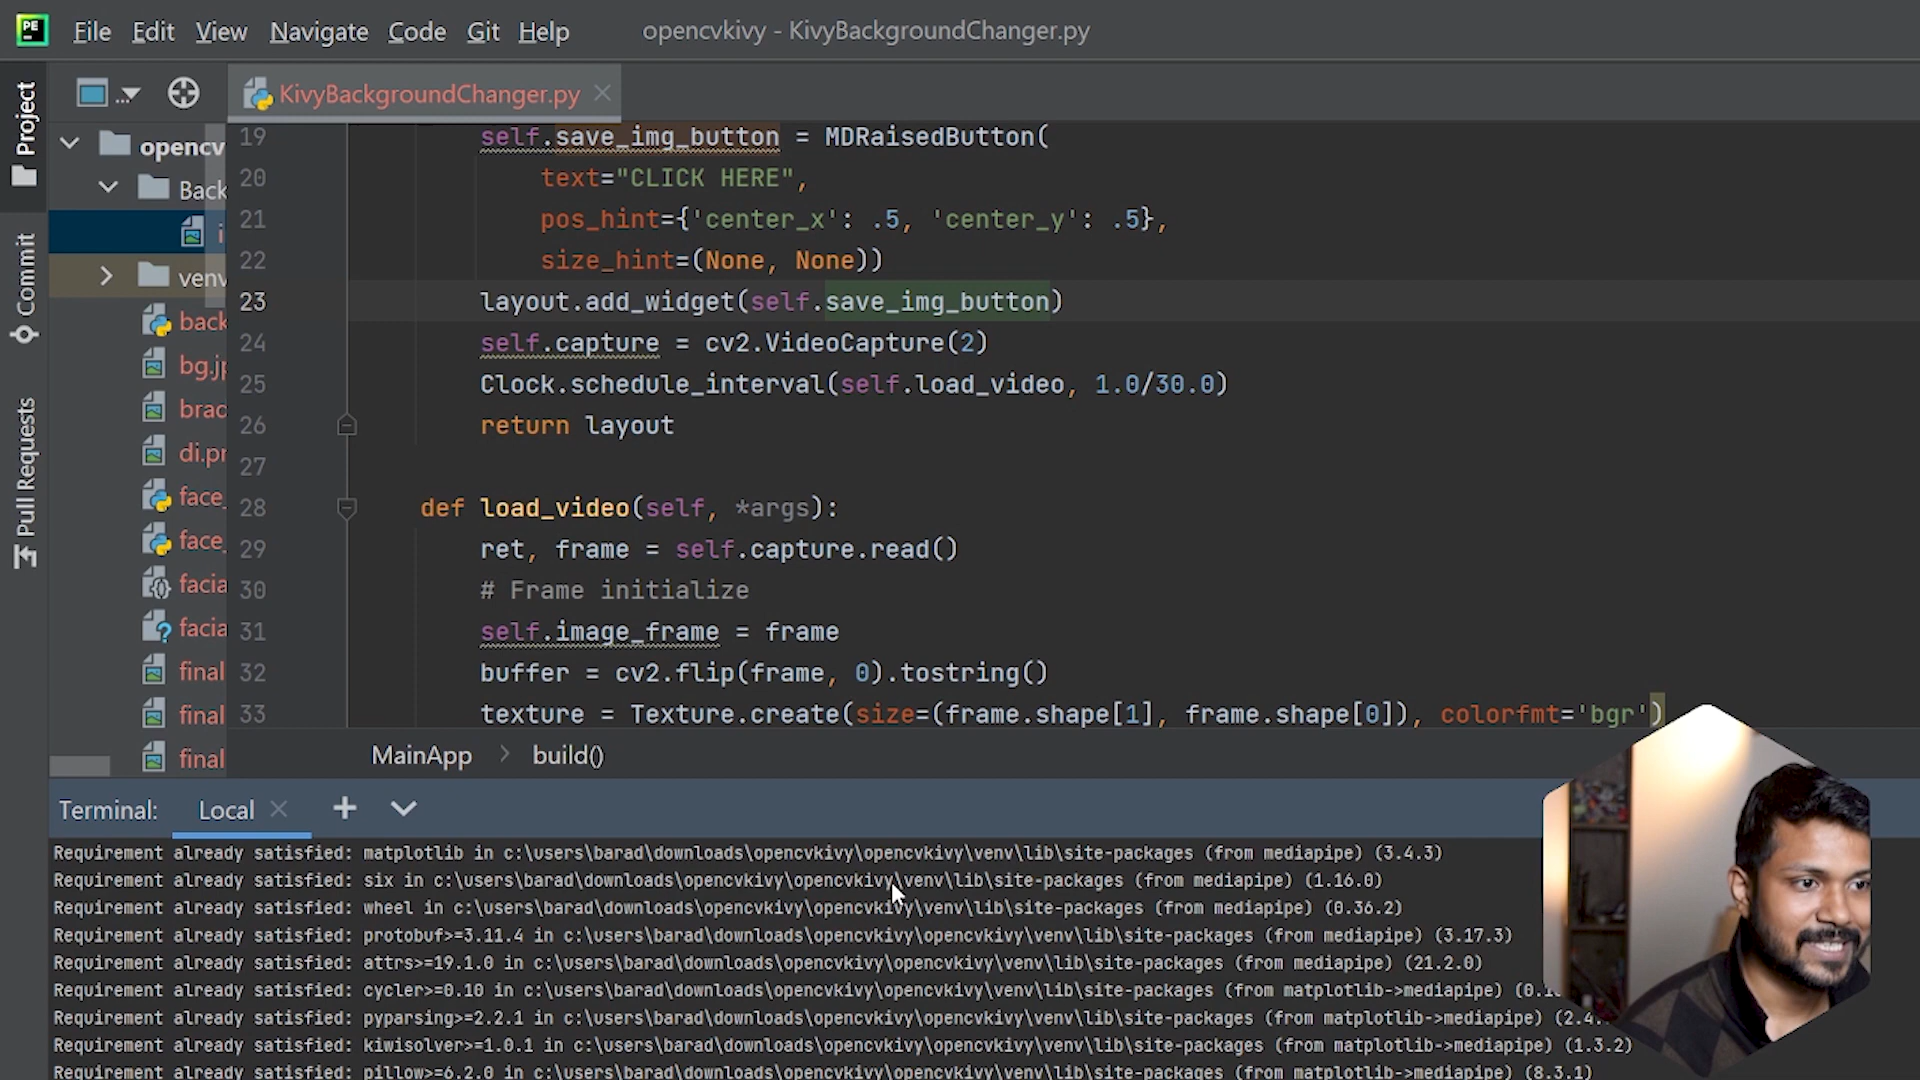 PE File Edit View Navigate Code Git Help opencvkivy - KivyBackgroundChanger.py
Project
Commit
Pull Requests
KivyBackgroundChanger.py
opencv
Back
i
venv
back
bg.jp
brac
di.pr
face_
face_
facia
facia
final
final
final
19 self.save_img_button = MDRaisedButton(
20 text="CLICK HERE",
21 pos_hint={'center_x': .5, 'center_y': .5},
22 size_hint=(None, None))
23 layout.add_widget(self.save_img_button)
24 self.capture = cv2.VideoCapture(2)
25 Clock.schedule_interval(self.load_video, 1.0/30.0)
26 return layout
27
28 def load_video(self, *args):
29 ret, frame = self.capture.read()
30 # Frame initialize
31 self.image_frame = frame
32 buffer = cv2.flip(frame, 0).tostring()
33 texture = Texture.create(size=(frame.shape[1], frame.shape[0]), colorfmt='bgr')
MainApp > build()
Terminal: Local
Requirement already satisfied: matplotlib in c:\users\barad\downloads\opencvkivy\opencvkivy\venv\lib\site-packages (from mediapipe) (3.4.3)
Requirement already satisfied: six in c:\users\barad\downloads\opencvkivy\opencvkivy\venv\lib\site-packages (from mediapipe) (1.16.0)
Requirement already satisfied: wheel in c:\users\barad\downloads\opencvkivy\opencvkivy\venv\lib\site-packages (from mediapipe) (0.36.2)
Requirement already satisfied: protobuf>=3.11.4 in c:\users\barad\downloads\opencvkivy\opencvkivy\venv\lib\site-packages (from mediapipe) (3.17.3)
Requirement already satisfied: attrs>=19.1.0 in c:\users\barad\downloads\opencvkivy\opencvkivy\venv\lib\site-packages (from mediapipe) (21.2.0)
Requirement already satisfied: cycler>=0.10 in c:\users\barad\downloads\opencvkivy\opencvkivy\venv\lib\site-packages (from matplotlib->mediapipe)
Requirement already satisfied: pyparsing>=2.2.1 in c:\users\barad\downloads\opencvkivy\opencvkivy\venv\lib\site-packages (from matplotlib->mediapipe) (2.4.
Requirement already satisfied: kiwisolver>=1.0.1 in c:\users\barad\downloads\opencvkivy\opencvkivy\venv\lib\site-packages (from matplotlib->mediapipe) (1.3.2)
Requirement already satisfied: pillow>=6.2.0 in c:\users\barad\downloads\opencvkivy\opencvkivy\venv\lib\site-packages (from matplotlib->mediapipe) (8.3.1)